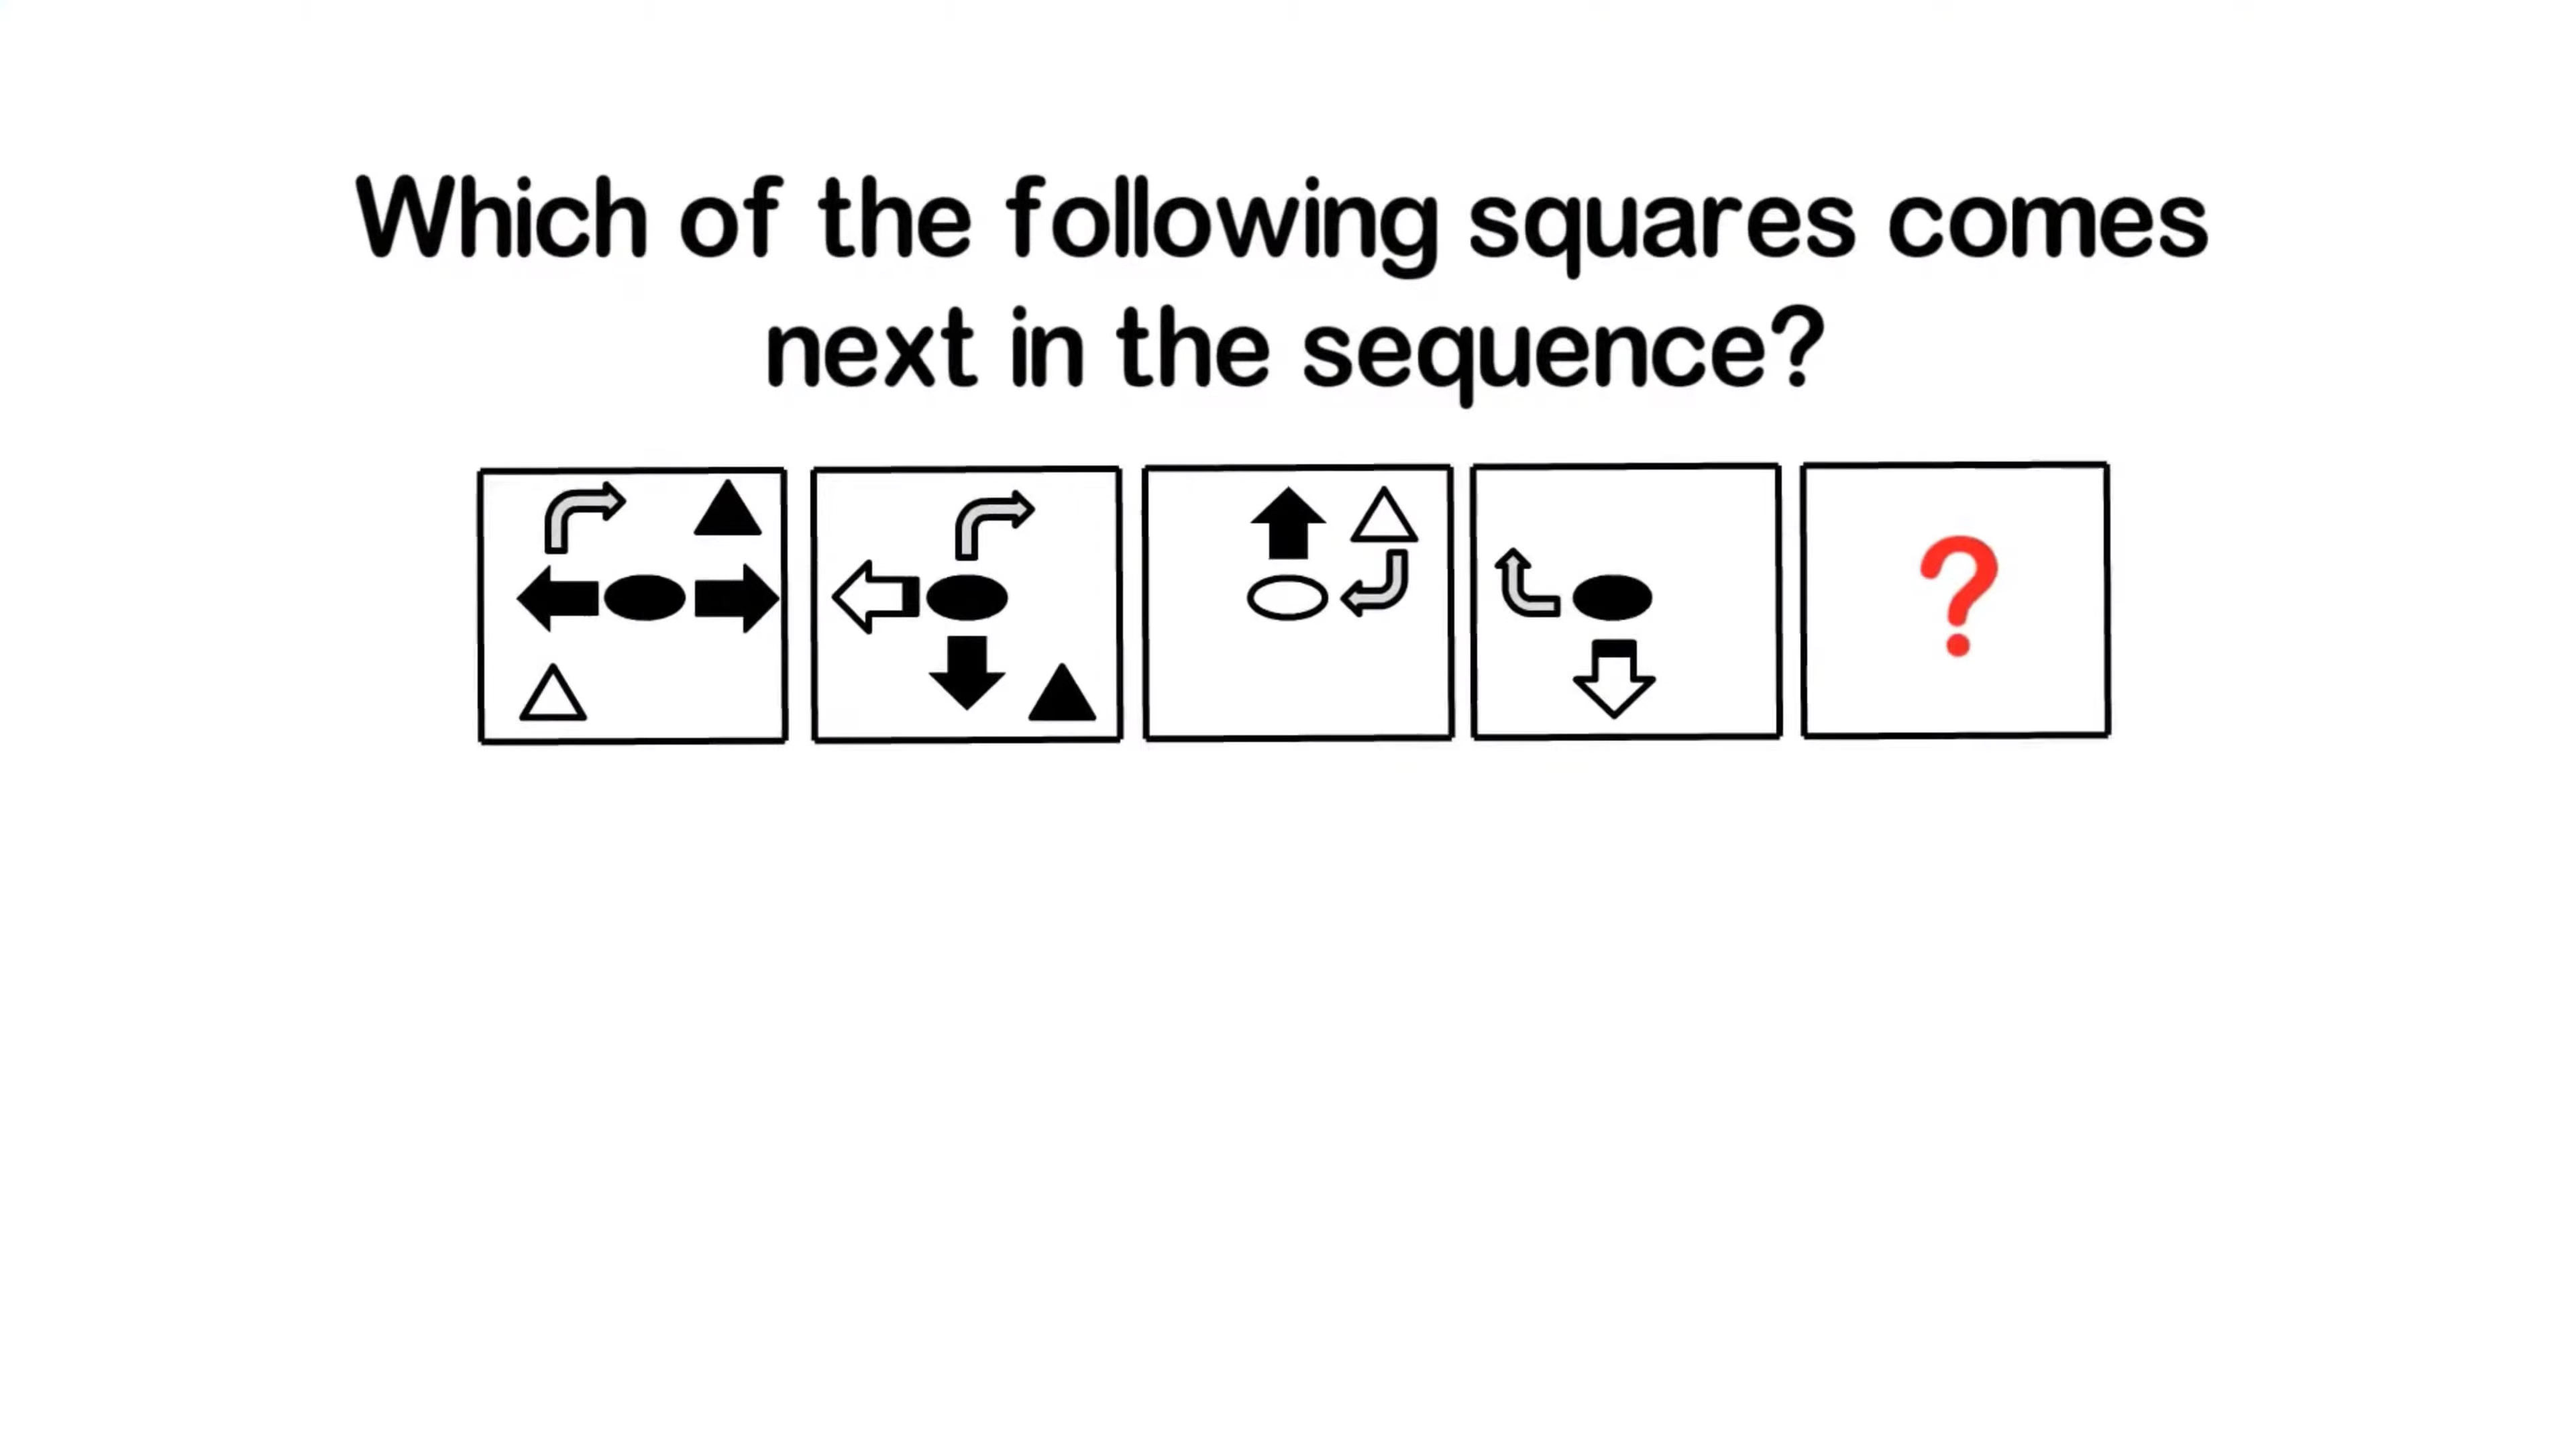 Which of the following squares comes
next in the sequence?
?